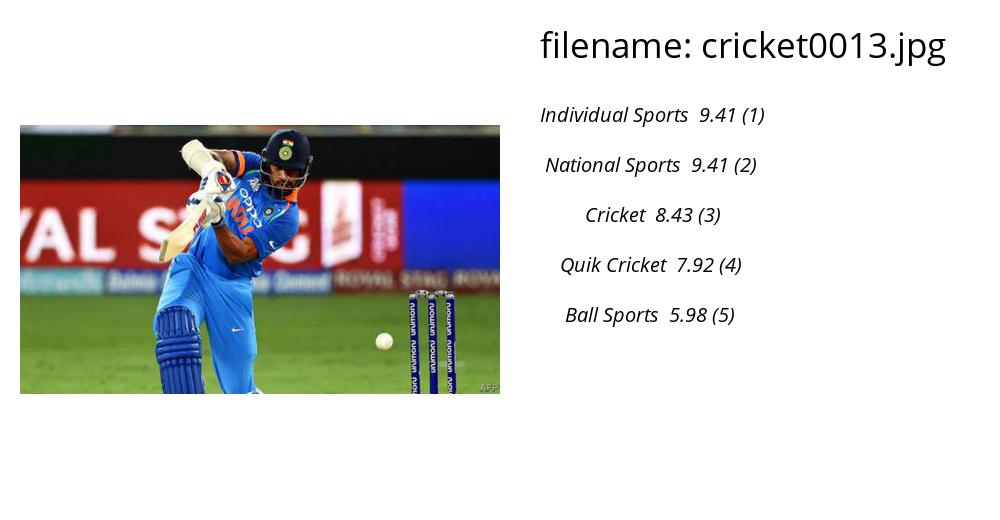 filename: cricket0013.jpg
Individual Sports 9.41 (1)
National Sports 9.41 (2)
Cricket 8.43 (3)
Quik Cricket 7.92 (4)
Ball Sports 5.98 (5)
YAL ST G
ROYAL STAG ROYAL
oppo
INDIA
AFP